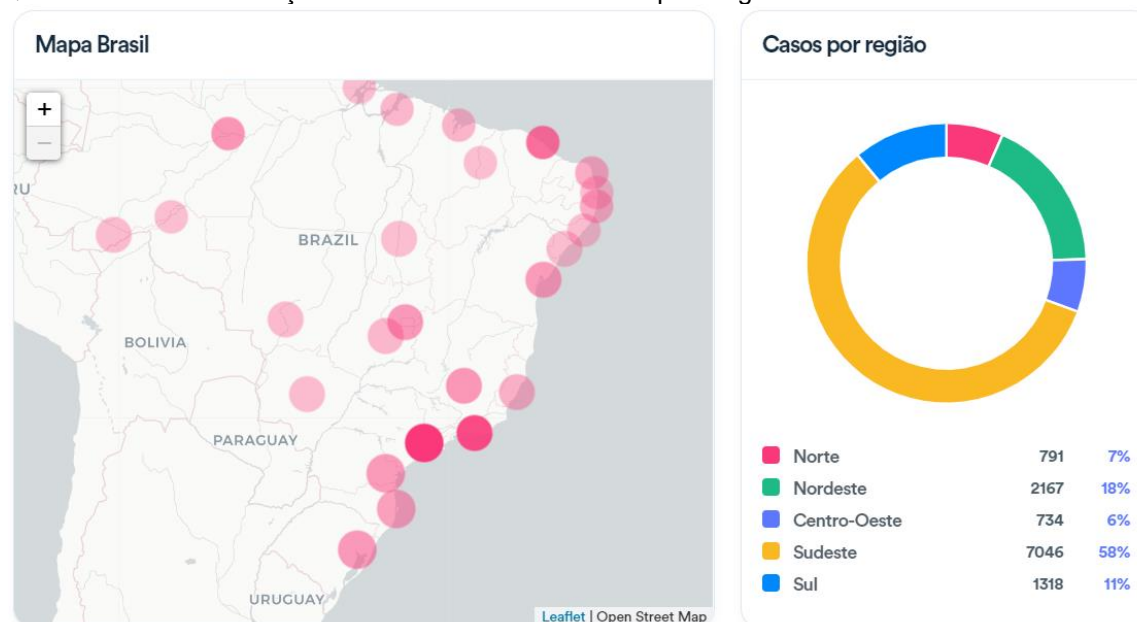 Mapa Brasil
+
−
BRAZIL
BOLIVIA
PARAGUAY
URUGUAY
Leaflet | Open Street Map
Casos por região
Norte 791 7%
Nordeste 2167 18%
Centro-Oeste 734 6%
Sudeste 7046 58%
Sul 1318 11%